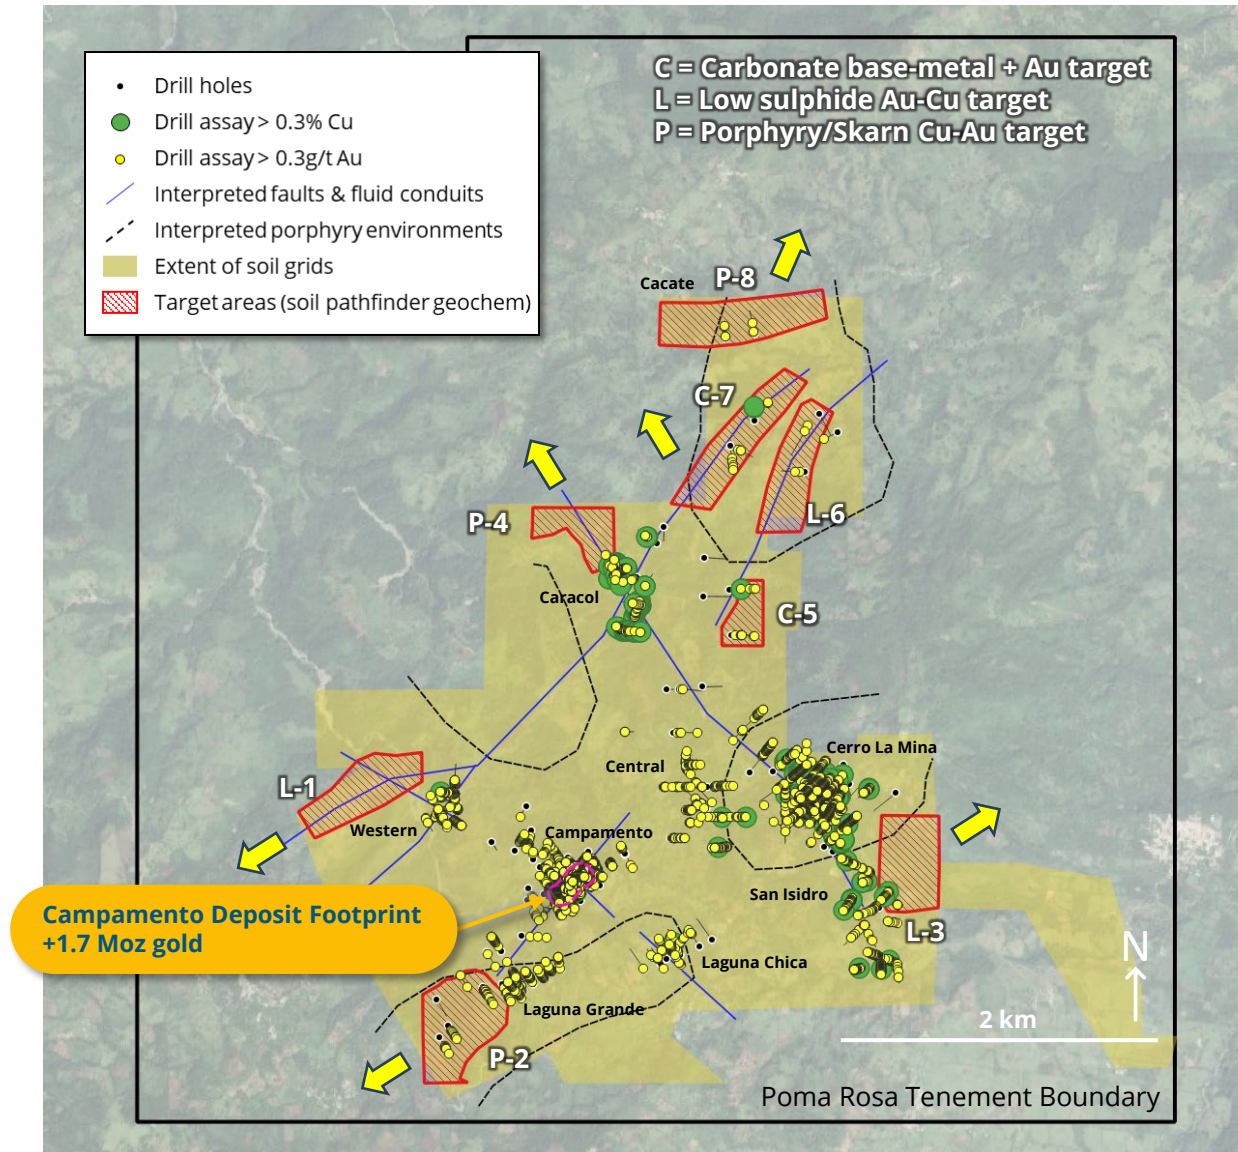 C = Carbonate base-metal + Au target
L = Low sulphide Au-Cu target
P = Porphyry/Skarn Cu-Au target
Drill holes
Drill assay > 0.3% Cu
Drill assay > 0.3g/t Au
Interpreted faults & fluid conduits
Interpreted porphyry environments
Extent of soil grids
Target areas (soil pathfinder geochem)
P-8
Cacate
C-7
L-6
P-4
Caracol
C-5
Cerro La Mina
Central
L-1
Western
Campamento
San Isidro
Campamento Deposit Footprint
+1.7 Moz gold
L-3
N
Laguna Chica
Laguna Grande
2 km
P-2
Poma Rosa Tenement Boundary